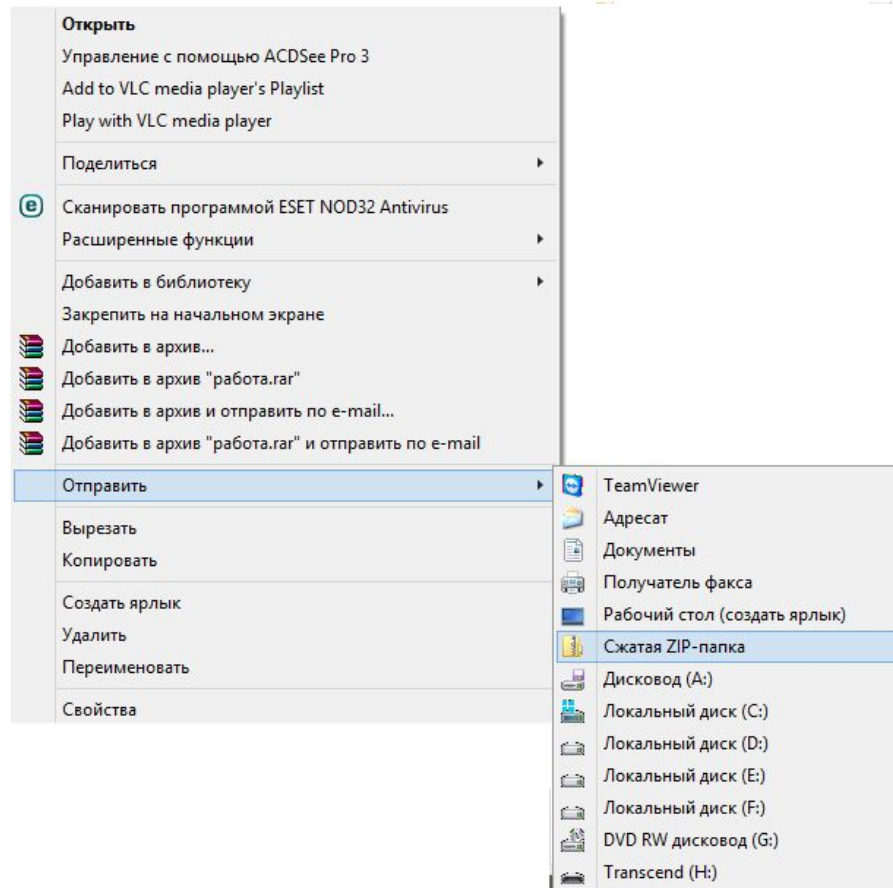 Открыть
Управление с помощью ACDSee Pro 3
Add to VLC media player's Playlist
Play with VLC media player
Поделиться
Сканировать программой ESET NOD32 Antivirus
Расширенные функции
Добавить в библиотеку
Закрепить на начальном экране
Добавить в архив...
Добавить в архив "работа.rar"
Добавить в архив и отправить по e-mail...
Добавить в архив "работа.rar" и отправить по e-mail
Отправить
Вырезать
Копировать
Создать ярлык
Удалить
Переименовать
Свойства
TeamViewer
Адресат
Документы
Получатель факса
Рабочий стол (создать ярлык)
Сжатая ZIP-папка
Дисковод (A:)
Локальный диск (C:)
Локальный диск (D:)
Локальный диск (E:)
Локальный диск (F:)
DVD RW дисковод (G:)
Transcend (H:)